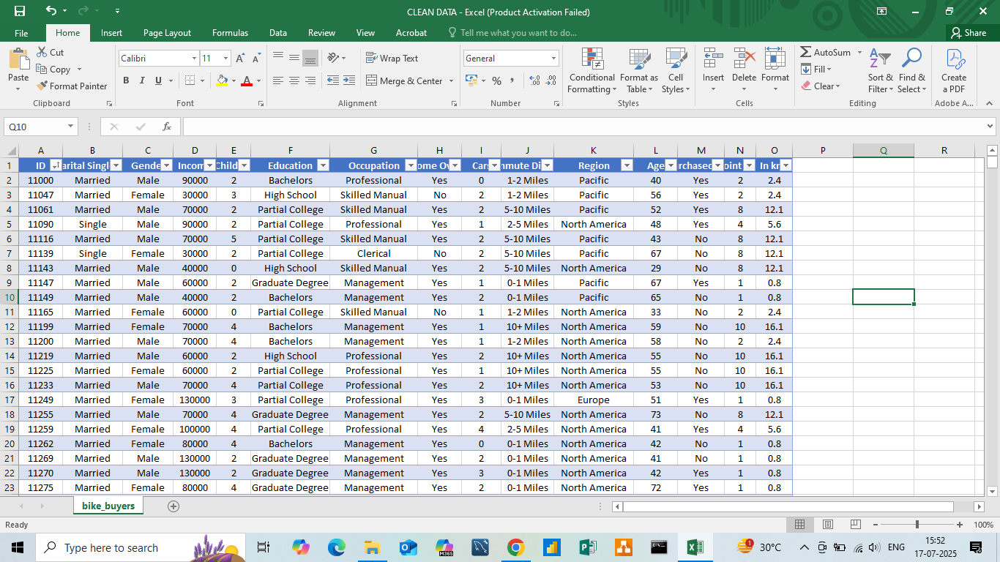 CLEAN DATA - Excel (Product Activation Failed)
File Home Insert Page Layout Formulas Data Review View Acrobat Tell me what you want to do... Share
Cut
Copy
Format Painter
Paste
Clipboard
Calibri 11
B I U
Font
Wrap Text
Merge & Center
Alignment
General
% ,
Number
Conditional Formatting
Format as Table
Cell Styles
Styles
Insert Delete Format
Cells
AutoSum
Fill
Clear
Sort & Filter
Find & Select
Editing
Create a PDF
Adobe A...
Q10 fx
A B C D E F G H I J K L M N O P Q R
1 ID arital Singl Gende Incom Child Education Occupation ome Ov Car nmute Di Region Age rchased oint In kr
2 11000 Married Male 90000 2 Bachelors Professional Yes 0 1-2 Miles Pacific 40 Yes 2 2.4
3 11047 Married Female 30000 3 High School Skilled Manual No 2 1-2 Miles Pacific 56 Yes 2 2.4
4 11061 Married Male 70000 2 Partial College Skilled Manual Yes 2 5-10 Miles Pacific 52 Yes 8 12.1
5 11090 Single Male 90000 2 Partial College Professional Yes 1 2-5 Miles North America 48 Yes 4 5.6
6 11116 Married Male 70000 5 Partial College Skilled Manual Yes 2 5-10 Miles Pacific 43 No 8 12.1
7 11139 Single Female 30000 2 Partial College Clerical No 2 5-10 Miles Pacific 67 No 8 12.1
8 11143 Married Male 40000 0 High School Skilled Manual Yes 2 5-10 Miles North America 29 No 8 12.1
9 11147 Married Male 60000 2 Graduate Degree Management Yes 1 0-1 Miles Pacific 67 Yes 1 0.8
10 11149 Married Male 40000 2 Bachelors Management Yes 2 0-1 Miles Pacific 65 No 1 0.8
11 11165 Married Female 60000 0 Partial College Skilled Manual No 1 1-2 Miles North America 33 No 2 2.4
12 11199 Married Female 70000 4 Bachelors Management Yes 1 10+ Miles North America 59 No 10 16.1
13 11200 Married Male 70000 4 Bachelors Management Yes 1 1-2 Miles North America 58 No 2 2.4
14 11219 Married Male 60000 2 High School Professional Yes 2 10+ Miles North America 55 No 10 16.1
15 11225 Married Female 60000 2 Partial College Professional Yes 1 10+ Miles North America 55 No 10 16.1
16 11233 Married Male 70000 4 Partial College Professional Yes 2 10+ Miles North America 53 No 10 16.1
17 11249 Married Female 130000 3 Partial College Professional Yes 3 0-1 Miles Europe 51 Yes 1 0.8
18 11255 Married Male 70000 4 Graduate Degree Management Yes 2 5-10 Miles North America 73 No 8 12.1
19 11259 Married Female 100000 4 Partial College Professional Yes 4 2-5 Miles North America 41 Yes 4 5.6
20 11262 Married Female 80000 4 Bachelors Management Yes 0 0-1 Miles North America 42 No 1 0.8
21 11269 Married Male 130000 2 Graduate Degree Management Yes 2 0-1 Miles North America 41 No 1 0.8
22 11270 Married Male 130000 2 Graduate Degree Management Yes 3 0-1 Miles North America 42 Yes 1 0.8
23 11275 Married Female 80000 4 Graduate Degree Management Yes 2 0-1 Miles North America 72 Yes 1 0.8
bike_buyers
Ready 100%
Type here to search M365 1 30°C ENG 15:52
17-07-2025